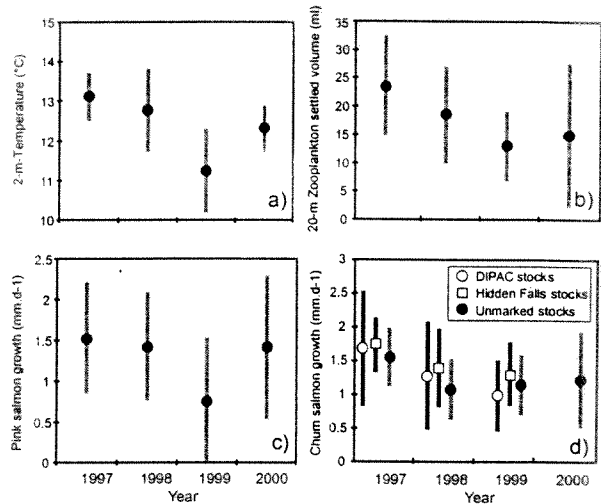 2-m-Temperature (°C)
15
14
13
12
11
10
a)
20-m Zooplankton settled volume (ml)
35
30
25
20
15
10
5
0
b)
Pink salmon growth (mm.d-1)
2.5
2
1.5
1
0.5
0
c)
1997 1998 1999 2000
Year
Chum salmon growth (mm.d-1)
3
2.5
2
1.5
1
0.5
0
DIPAC stocks
Hidden Falls stocks
Unmarked stocks
d)
1997 1998 1999 2000
Year